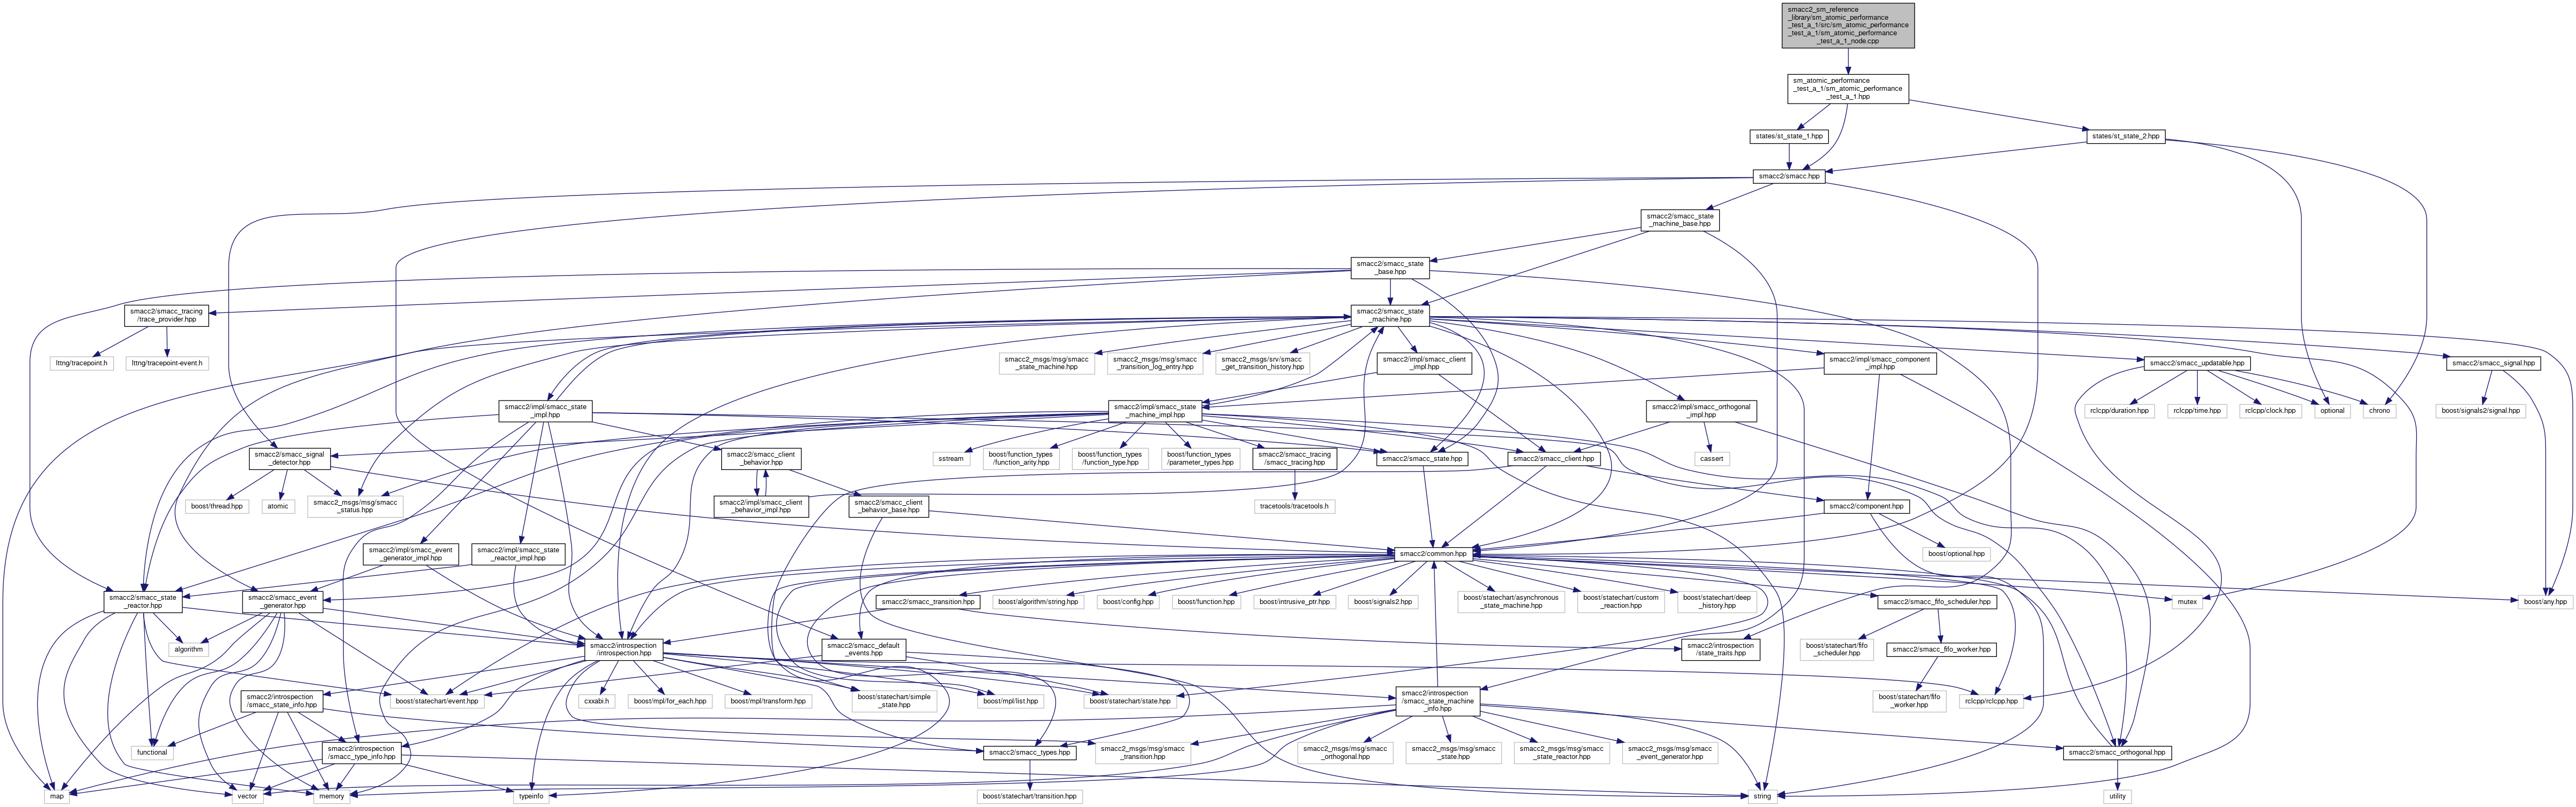 smacc2_sm_reference
_library/sm_atomic_performance
_test_a_1/src/sm_atomic_performance
_test_a_1/sm_atomic_performance
_test_a_1_node.cpp
sm_atomic_performance
_test_a_1/sm_atomic_performance
_test_a_1.hpp
states/st_state_1.hpp
states/st_state_2.hpp
smacc2/smacc.hpp
smacc2/smacc_state
_machine_base.hpp
smacc2/smacc_state
_base.hpp
smacc2/smacc_tracing
/trace_provider.hpp
smacc2/smacc_state
_machine.hpp
lttng/tracepoint.h
lttng/tracepoint-event.h
smacc2_msgs/msg/smacc
_state_machine.hpp
smacc2_msgs/msg/smacc
_transition_log_entry.hpp
smacc2_msgs/srv/smacc
_get_transition_history.hpp
smacc2/impl/smacc_client
_impl.hpp
smacc2/impl/smacc_component
_impl.hpp
smacc2/smacc_updatable.hpp
smacc2/smacc_signal.hpp
smacc2/impl/smacc_state
_impl.hpp
smacc2/impl/smacc_state
_machine_impl.hpp
smacc2/impl/smacc_orthogonal
_impl.hpp
rclcpp/duration.hpp
rclcpp/time.hpp
rclcpp/clock.hpp
optional
chrono
boost/signals2/signal.hpp
smacc2/smacc_signal
_detector.hpp
smacc2/smacc_client
_behavior.hpp
sstream
boost/function_types
/function_arity.hpp
boost/function_types
/function_type.hpp
boost/function_types
/parameter_types.hpp
smacc2/smacc_tracing
/smacc_tracing.hpp
smacc2/smacc_state.hpp
smacc2/smacc_client.hpp
cassert
boost/thread.hpp
atomic
smacc2_msgs/msg/smacc
_status.hpp
smacc2/impl/smacc_client
_behavior_impl.hpp
smacc2/smacc_client
_behavior_base.hpp
tracetools/tracetools.h
smacc2/component.hpp
smacc2/impl/smacc_event
_generator_impl.hpp
smacc2/impl/smacc_state
_reactor_impl.hpp
smacc2/common.hpp
boost/optional.hpp
smacc2/smacc_state
_reactor.hpp
smacc2/smacc_event
_generator.hpp
smacc2/smacc_transition.hpp
boost/algorithm/string.hpp
boost/config.hpp
boost/function.hpp
boost/intrusive_ptr.hpp
boost/signals2.hpp
boost/statechart/asynchronous
_state_machine.hpp
boost/statechart/custom
_reaction.hpp
boost/statechart/deep
_history.hpp
smacc2/smacc_fifo_scheduler.hpp
mutex
boost/any.hpp
algorithm
smacc2/introspection
/introspection.hpp
smacc2/smacc_default
_events.hpp
smacc2/introspection
/state_traits.hpp
boost/statechart/fifo
_scheduler.hpp
smacc2/smacc_fifo_worker.hpp
smacc2/introspection
/smacc_state_info.hpp
boost/statechart/event.hpp
cxxabi.h
boost/mpl/for_each.hpp
boost/mpl/transform.hpp
boost/statechart/simple
_state.hpp
boost/mpl/list.hpp
boost/statechart/state.hpp
smacc2/introspection
/smacc_state_machine
_info.hpp
boost/statechart/fifo
_worker.hpp
rclcpp/rclcpp.hpp
functional
smacc2/introspection
/smacc_type_info.hpp
smacc2/smacc_types.hpp
smacc2_msgs/msg/smacc
_transition.hpp
smacc2_msgs/msg/smacc
_orthogonal.hpp
smacc2_msgs/msg/smacc
_state.hpp
smacc2_msgs/msg/smacc
_state_reactor.hpp
smacc2_msgs/msg/smacc
_event_generator.hpp
smacc2/smacc_orthogonal.hpp
map
vector
memory
typeinfo
boost/statechart/transition.hpp
string
utility